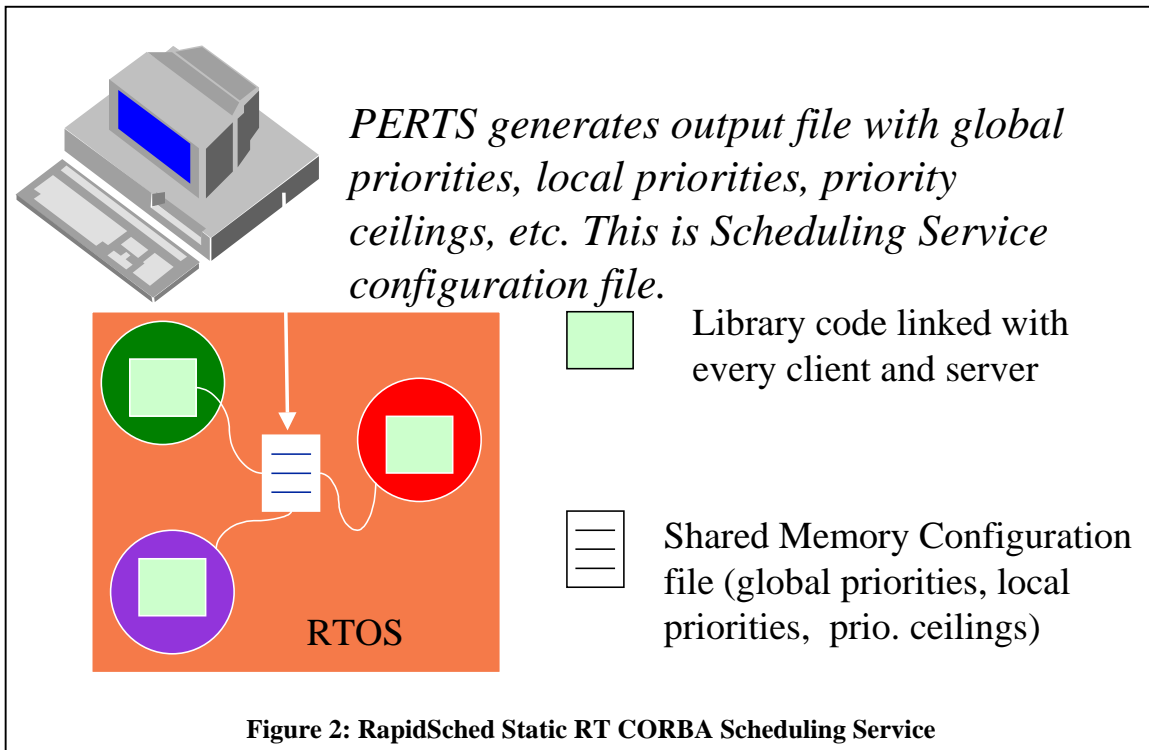 PERTS generates output file with global
priorities, local priorities, priority
ceilings, etc. This is Scheduling Service
configuration file.
Library code linked with
every client and server
Shared Memory Configuration
file (global priorities, local
priorities, prio. ceilings)
RTOS
Figure 2: RapidSched Static RT CORBA Scheduling Service